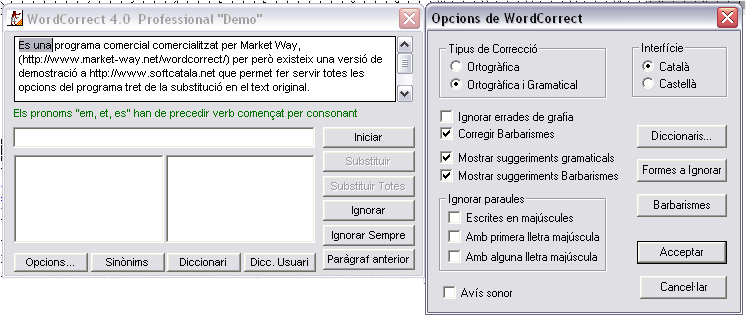 WordCorrect 4.0 Professional "Demo"
Es una programa comercial comercialitzat per Market Way,
(http://www.market-way.net/wordcorrect/) per però existeix una versió de
demostració a http://www.softcatala.net que permet fer servir totes les
opcions del programa tret de la substitució en el text original.
Els pronoms "em, et, es" han de precedir verb començat per consonant
Iniciar
Substituir
Substituir Totes
Ignorar
Ignorar Sempre
Opcions...
Sinònims
Diccionari
Dicc. Usuari
Paràgraf anterior
Opcions de WordCorrect
Tipus de Correcció
Ortogràfica
Ortogràfica i Gramatical
Interfície
Català
Castellà
Ignorar errades de grafia
Corregir Barbarismes
Mostrar suggeriments gramaticals
Mostrar suggeriments Barbarismes
Diccionaris...
Formes a Ignorar
Barbarismes
Ignorar paraules
Escrites en majúscules
Amb primera lletra majúscula
Amb alguna lletra majúscula
Acceptar
Cancel·lar
Avís sonor